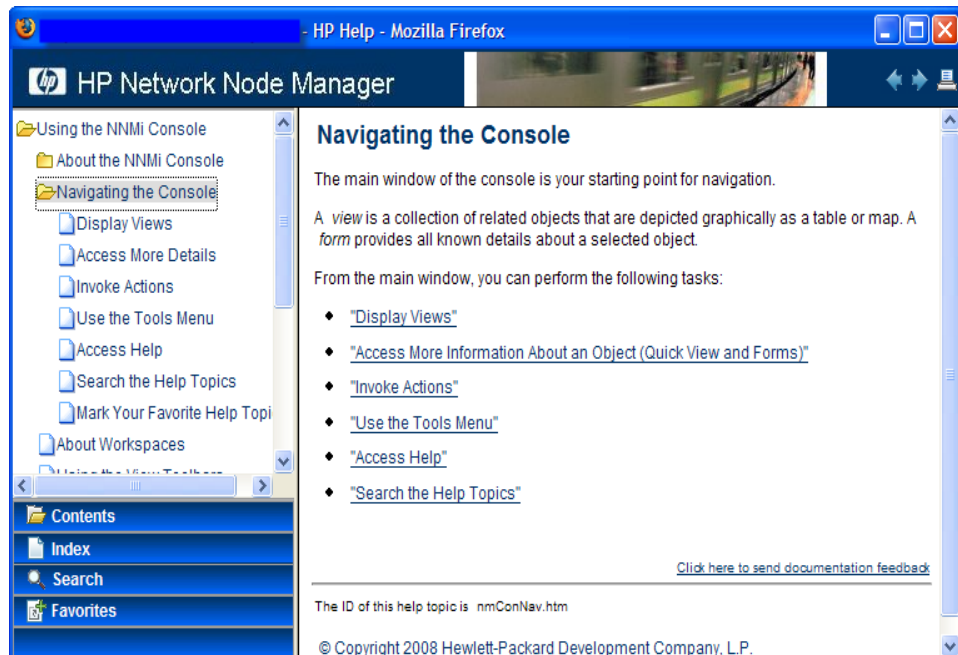 - HP Help - Mozilla Firefox
hp HP Network Node Manager
Using the NNMi Console
About the NNMi Console
Navigating the Console
Display Views
Access More Details
Invoke Actions
Use the Tools Menu
Access Help
Search the Help Topics
Mark Your Favorite Help Topi
About Workspaces
Using the View Toolbars
Contents
Index
Search
Favorites
Navigating the Console
The main window of the console is your starting point for navigation.
A view is a collection of related objects that are depicted graphically as a table or map. A
form provides all known details about a selected object.
From the main window, you can perform the following tasks:
"Display Views"
"Access More Information About an Object (Quick View and Forms)"
"Invoke Actions"
"Use the Tools Menu"
"Access Help"
"Search the Help Topics"
Click here to send documentation feedback
The ID of this help topic is nmConNav.htm
© Copyright 2008 Hewlett-Packard Development Company, L.P.